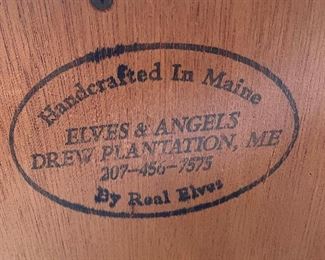 Handcrafted In Maine
ELVES & ANGELS
DREW PLANTATION, ME
207-456-7575
By Real Elves